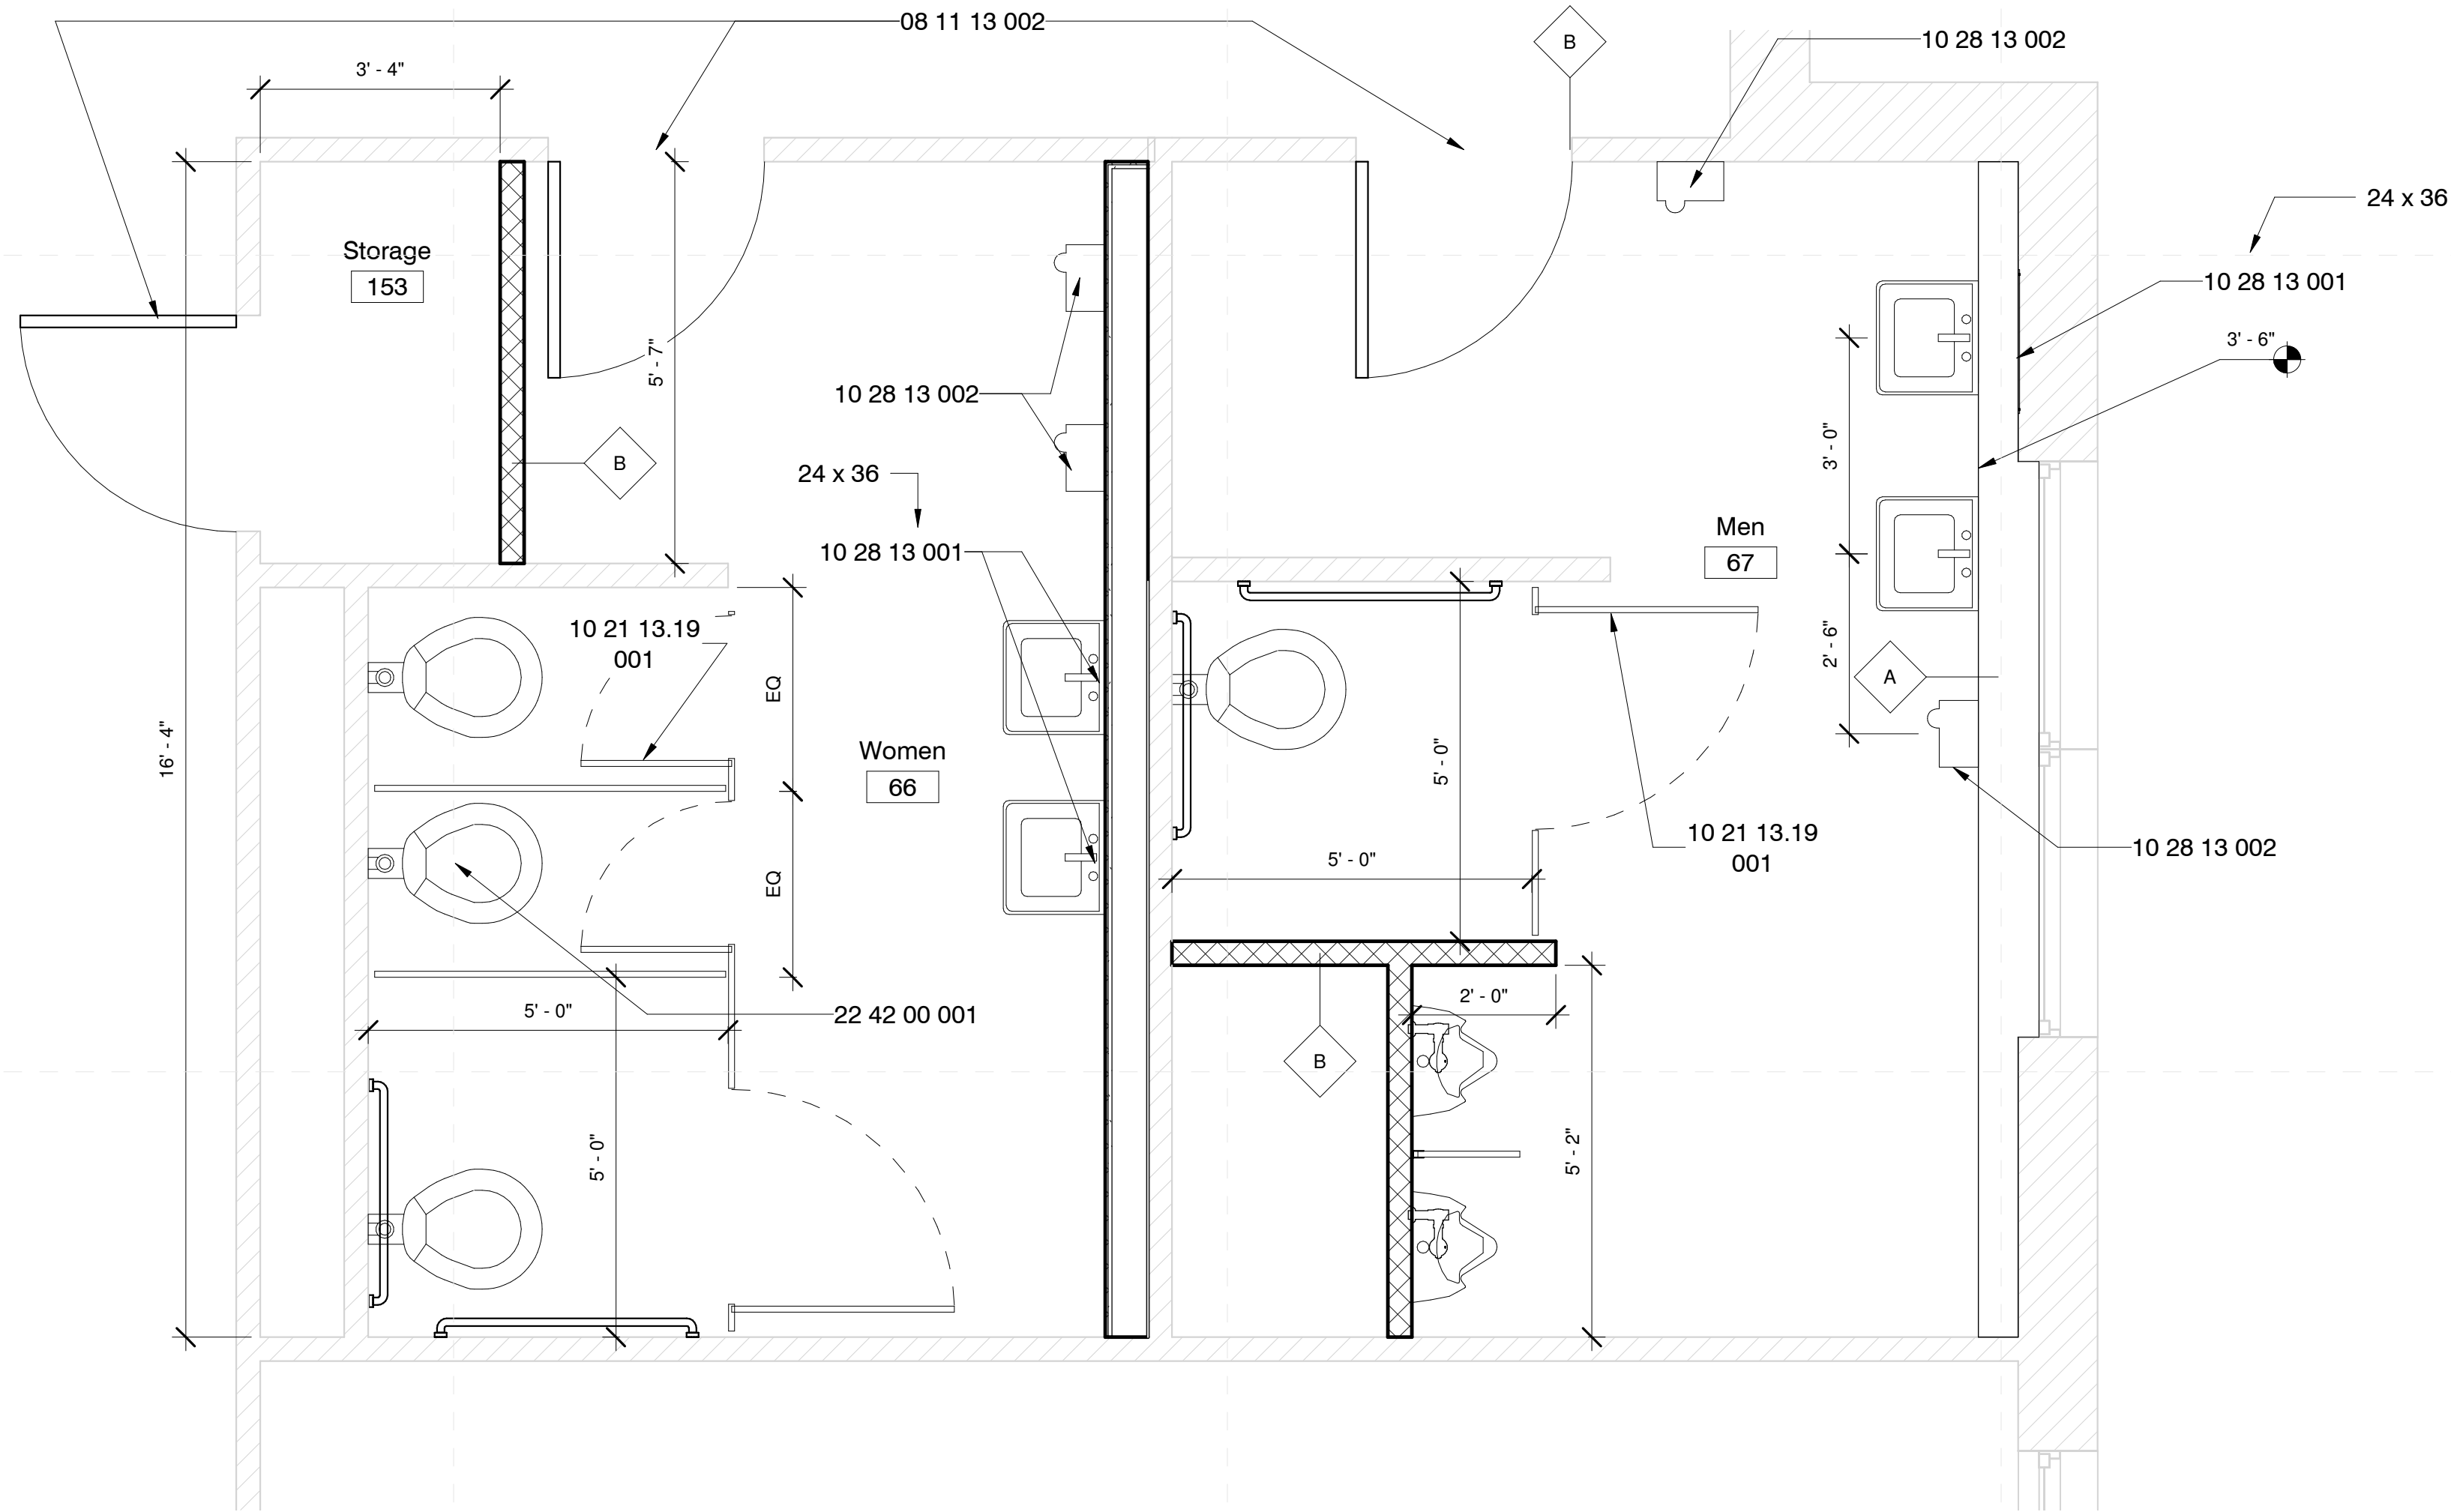 08 11 13 002
B
10 28 13 002
3' - 4"
24 x 36
Storage
153
10 28 13 001
3' - 6"
5' - 7"
10 28 13 002
3' - 0"
B
24 x 36
Men
67
10 28 13 001
10 21 13.19
001
2' - 6"
EQ
A
16' - 4"
Women
66
5' - 0"
10 21 13.19
001
10 28 13 002
5' - 0"
EQ
2' - 0"
5' - 0"
22 42 00 001
B
5' - 0"
5' - 2"